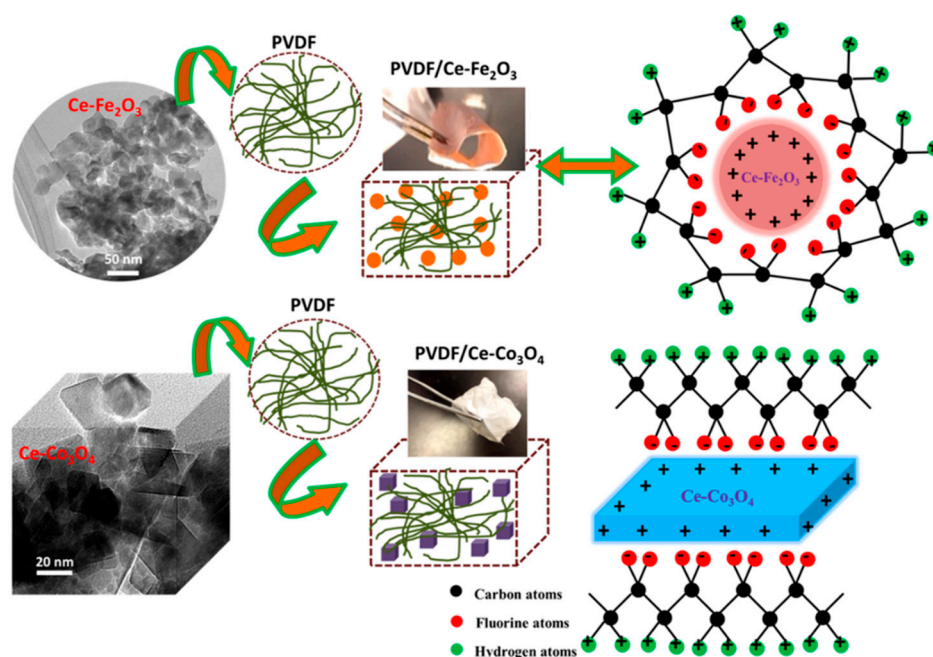 PVDF
PVDF/Ce-Fe₂O₃
Ce-Fe₂O₃
50 nm
Ce-Fe₂O₃
PVDF
PVDF/Ce-Co₃O₄
Ce-Co₃O₄
20 nm
Ce-Co₃O₄
Carbon atoms
Fluorine atoms
Hydrogen atoms